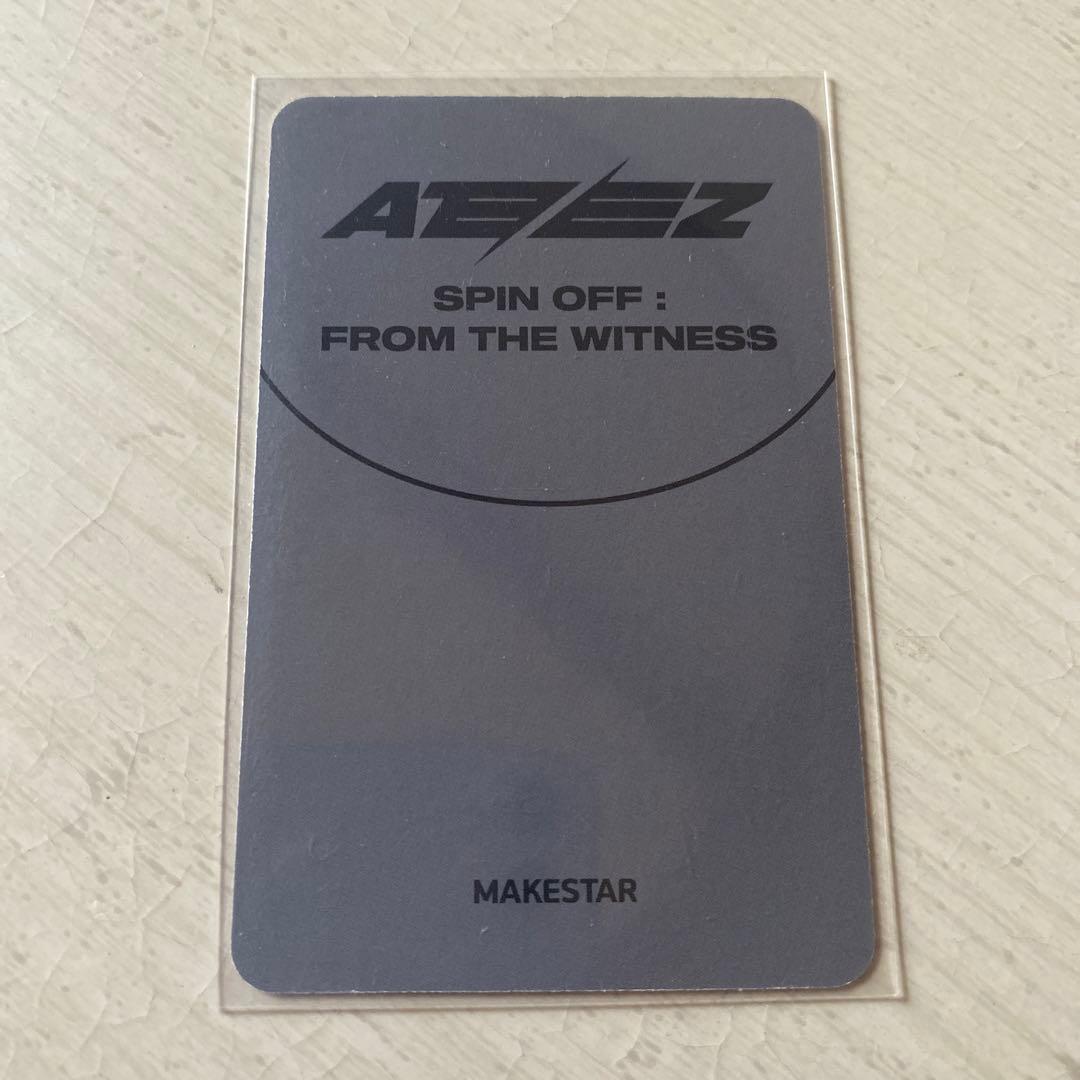 ATEEZ
SPIN OFF :
FROM THE WITNESS
MAKESTAR